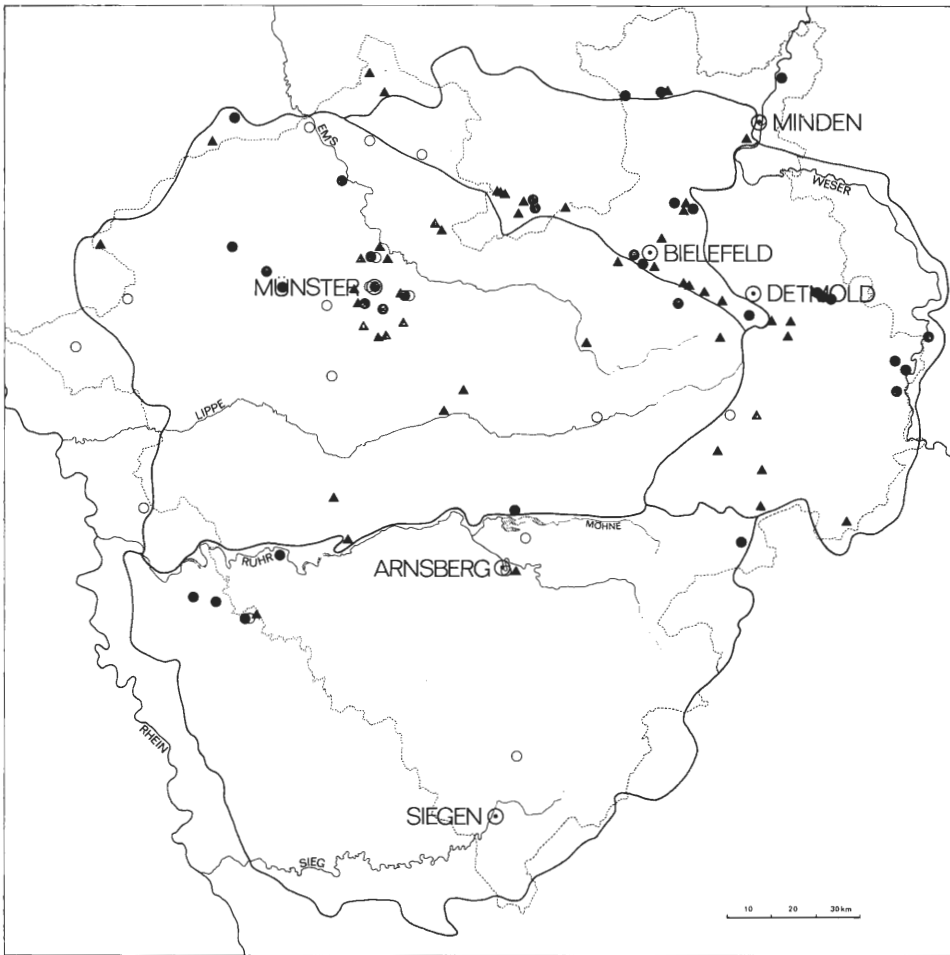 EMS
MINDEN
WESER
BIELEFELD
MÜNSTER
DETMOLD
LIPPE
MÖHNE
RUHR
ARNSBERG
RHEIN
SIEGEN
SIEG
10 20 30 km